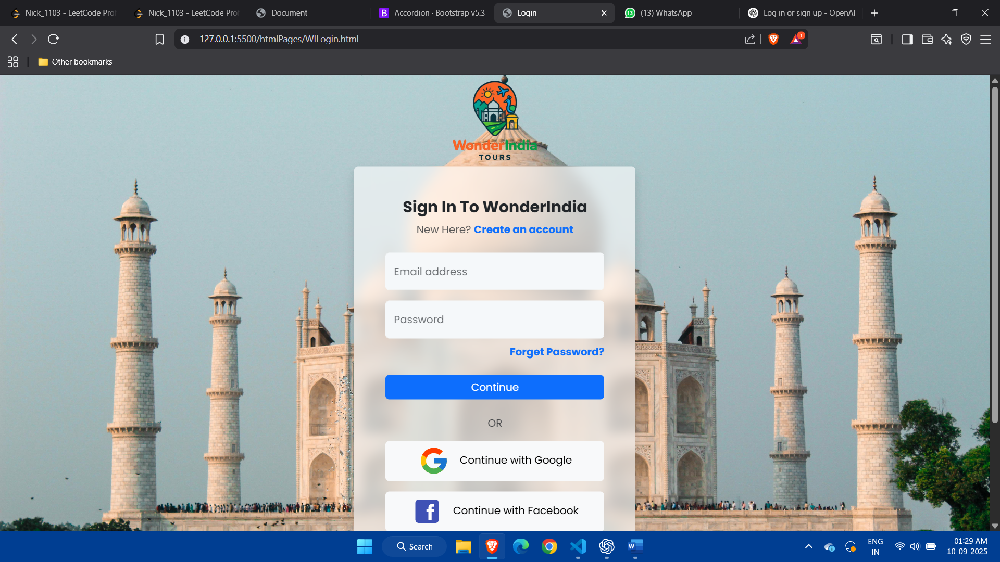 Nick_1103 - LeetCode Prof
Nick_1103 - LeetCode Prof
Document
B
Accordion · Bootstrap v5.3
Login
13
(13) WhatsApp
Log in or sign up - OpenAI
127.0.0.1:5500/htmlPages/WILogin.html
1
Other bookmarks
WonderIndia
TOURS
Sign In To WonderIndia
New Here? Create an account
Email address
Password
Forget Password?
Continue
OR
Continue with Google
Continue with Facebook
Search
W
ENG
IN
01:29 AM
10-09-2025